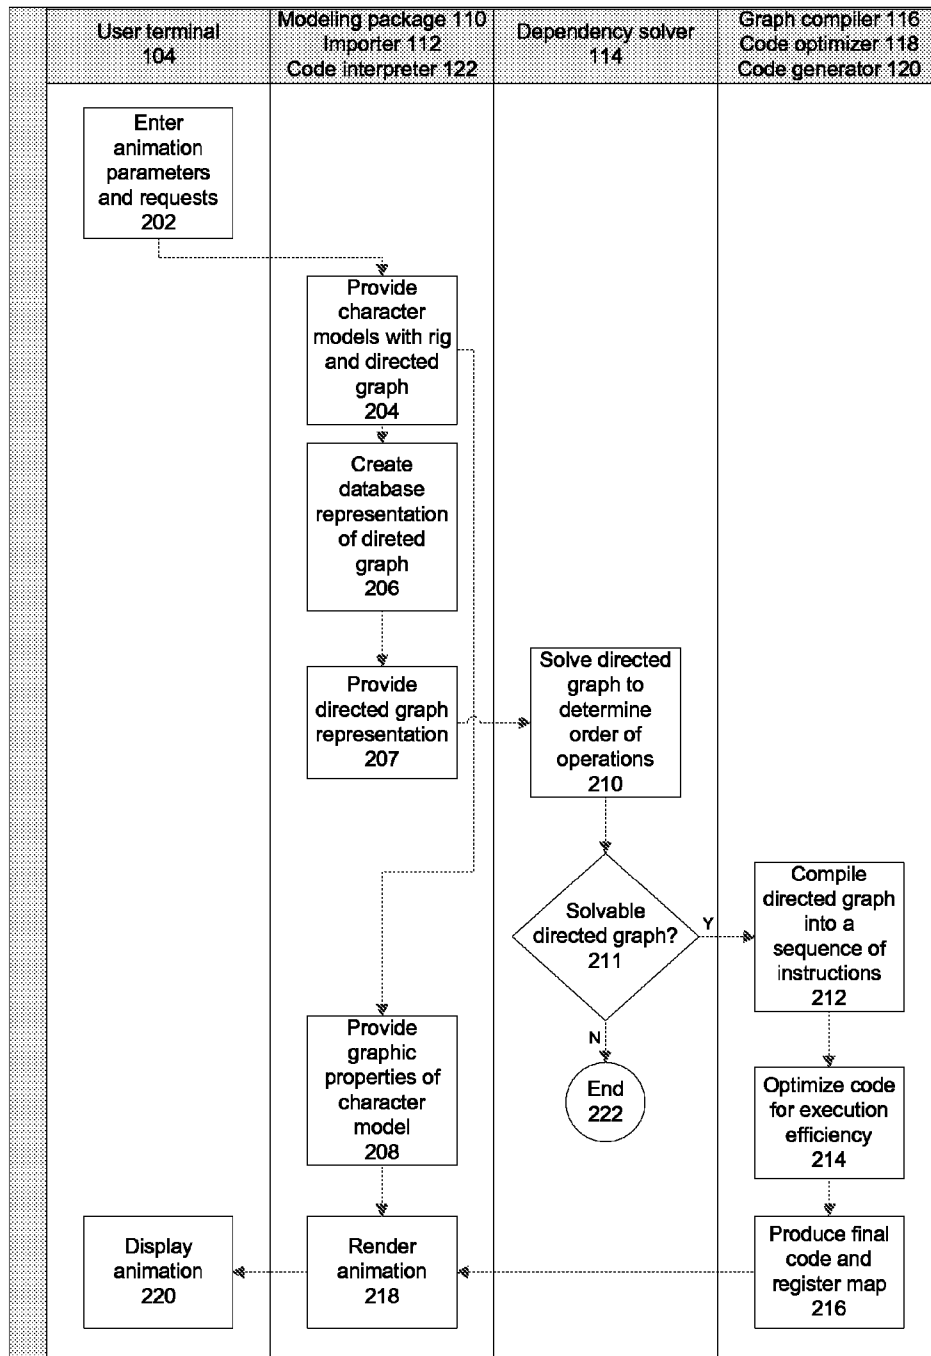 User terminal
104
Modeling package 110
Importer 112
Code interpreter 122
Dependency solver
114
Graph compiler 116
Code optimizer 118
Code generator 120
Enter
animation
parameters
and requests
202
Provide
character
models with rig
and directed
graph
204
Create
database
representation
of direted graph
206
Provide
directed graph
representation
207
Solve directed
graph to
determine
order of
operations
210
Solvable
directed graph?
211
Y
N
End
222
Compile
directed graph
into a
sequence of
instructions
212
Provide
graphic
properties of
character
model
208
Optimize code
for execution
efficiency
214
Produce final
code and
register map
216
Render
animation
218
Display
animation
220